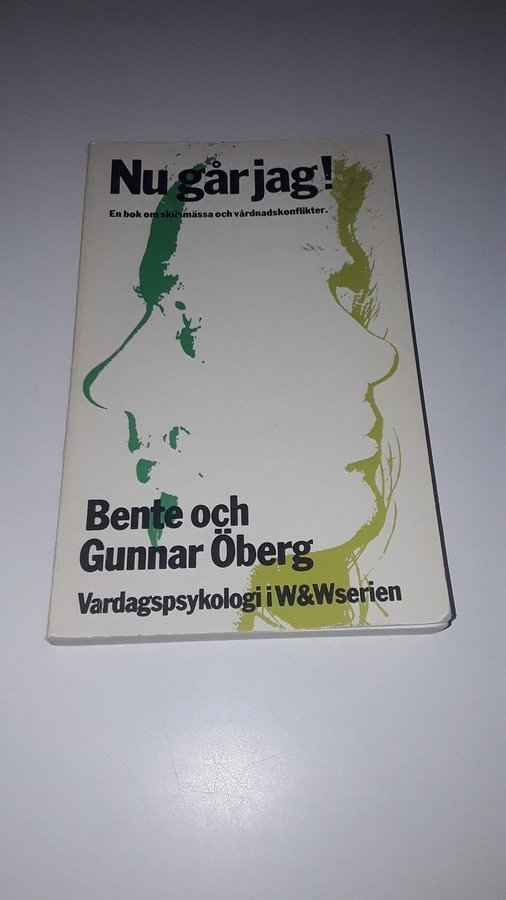 Nu går jag!
En bok om skilsmässa och vårdnadskonflikter.
Bente och
Gunnar Öberg
Vardagspsykologi i W&Wserien